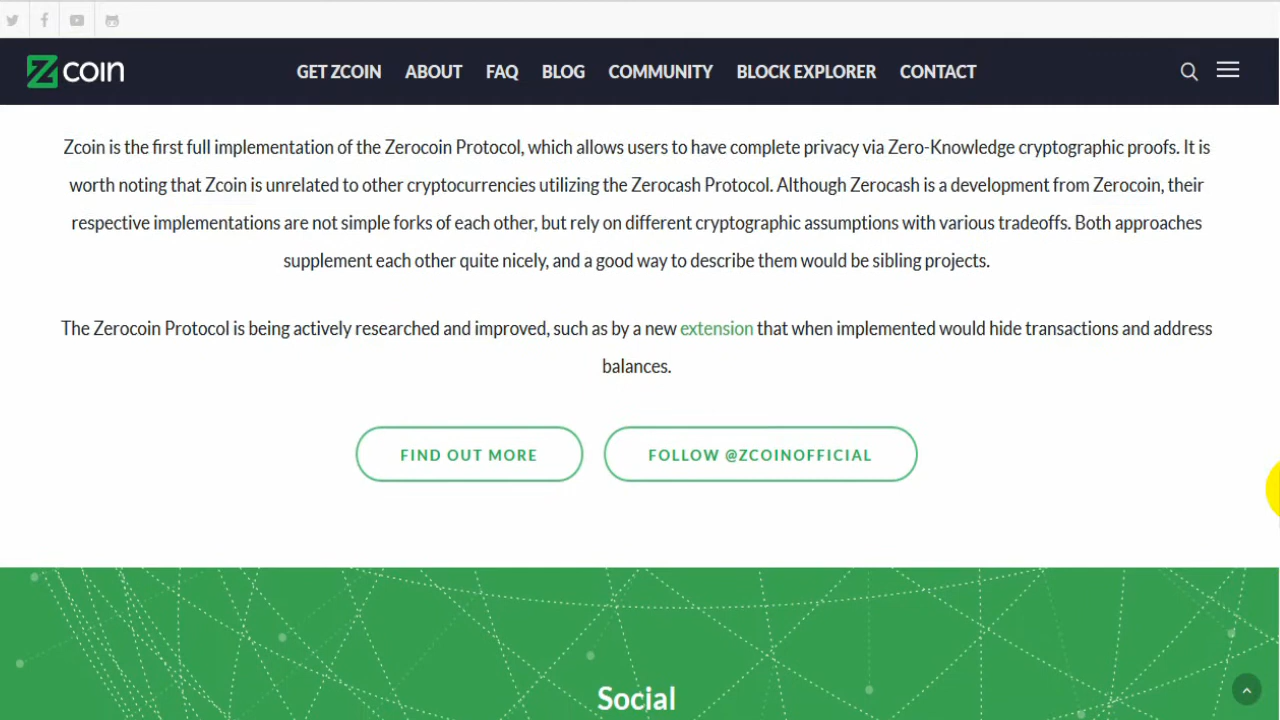 Zcoin
GET ZCOIN ABOUT FAQ BLOG COMMUNITY BLOCK EXPLORER CONTACT
Zcoin is the first full implementation of the Zerocoin Protocol, which allows users to have complete privacy via Zero-Knowledge cryptographic proofs. It is
worth noting that Zcoin is unrelated to other cryptocurrencies utilizing the Zerocash Protocol. Although Zerocash is a development from Zerocoin, their
respective implementations are not simple forks of each other, but rely on different cryptographic assumptions with various tradeoffs. Both approaches
supplement each other quite nicely, and a good way to describe them would be sibling projects.
The Zerocoin Protocol is being actively researched and improved, such as by a new extension that when implemented would hide transactions and address
balances.
FIND OUT MORE FOLLOW @ZCOINOFFICIAL
Social